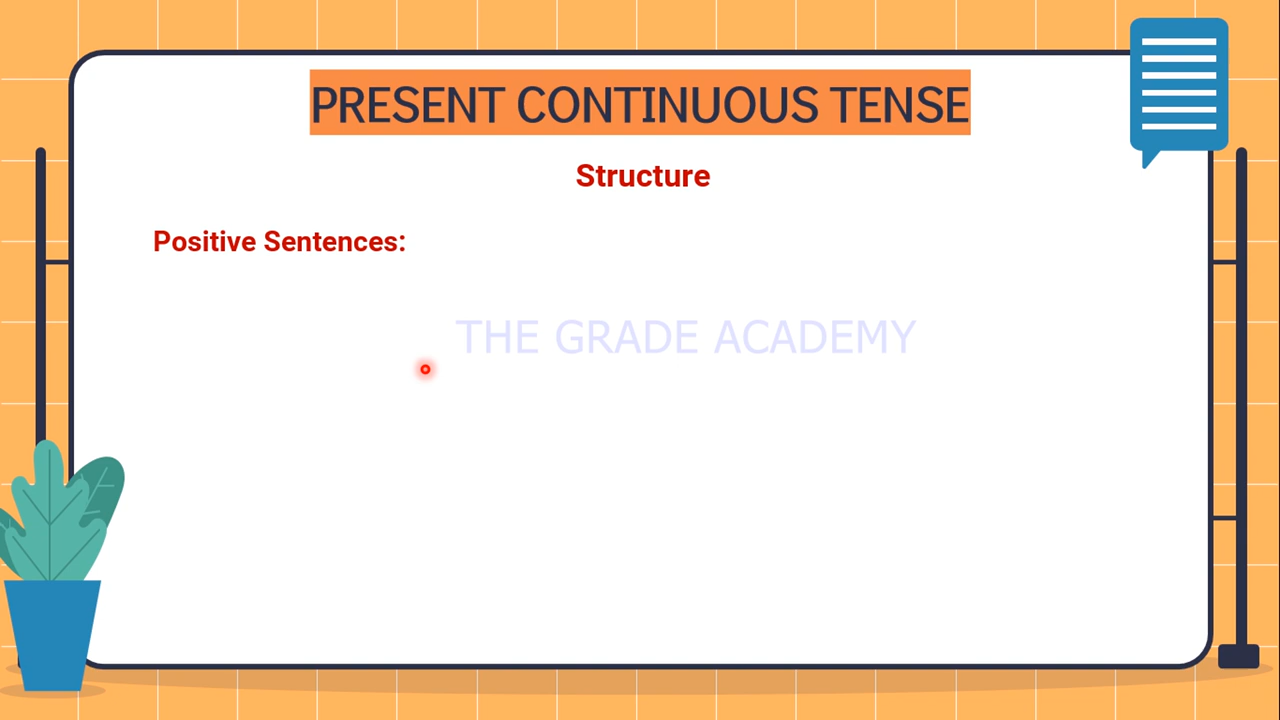 PRESENT CONTINUOUS TENSE
Structure
Positive Sentences:
THE GRADE ACADEMY